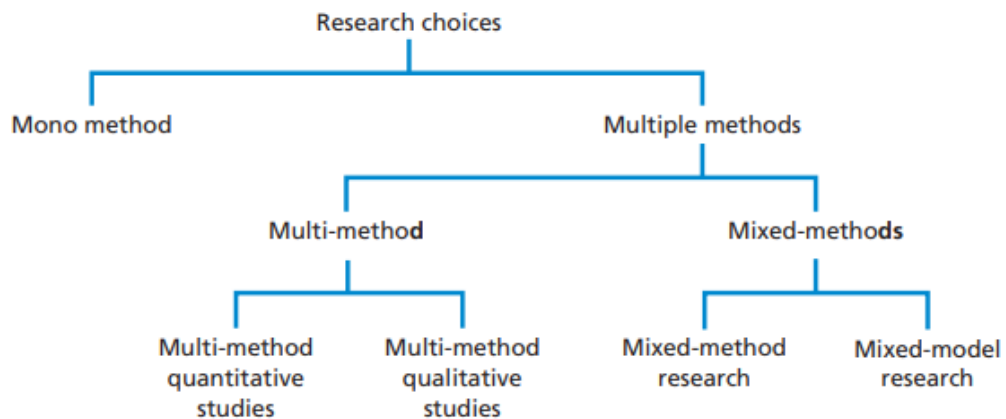 Research choices
Mono method
Multiple methods
Multi-method
Mixed-methods
Multi-method
quantitative
studies
Multi-method
qualitative
studies
Mixed-method
research
Mixed-model
research